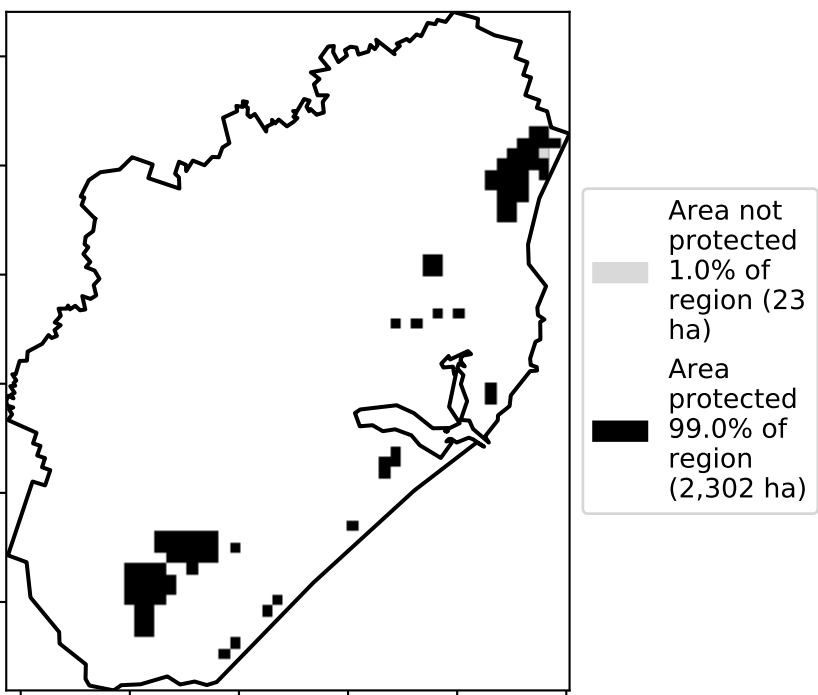 Area not
protected
1.0% of
region (23
ha)
Area
protected
99.0% of
region
(2,302 ha)